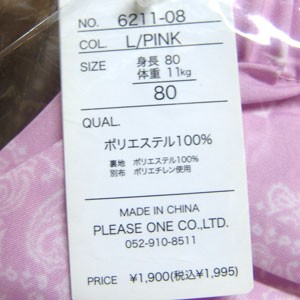 NO. 6211-08
COL. L/PINK
SIZE 身長 80
体重 11kg
80
QUAL.
ポリエステル100%
裏地 ポリエステル100%
別布 ポリエチレン使用
MADE IN CHINA
PLEASE ONE CO.,LTD.
052-910-8511
PRICE ¥1,900(税込¥1,995)